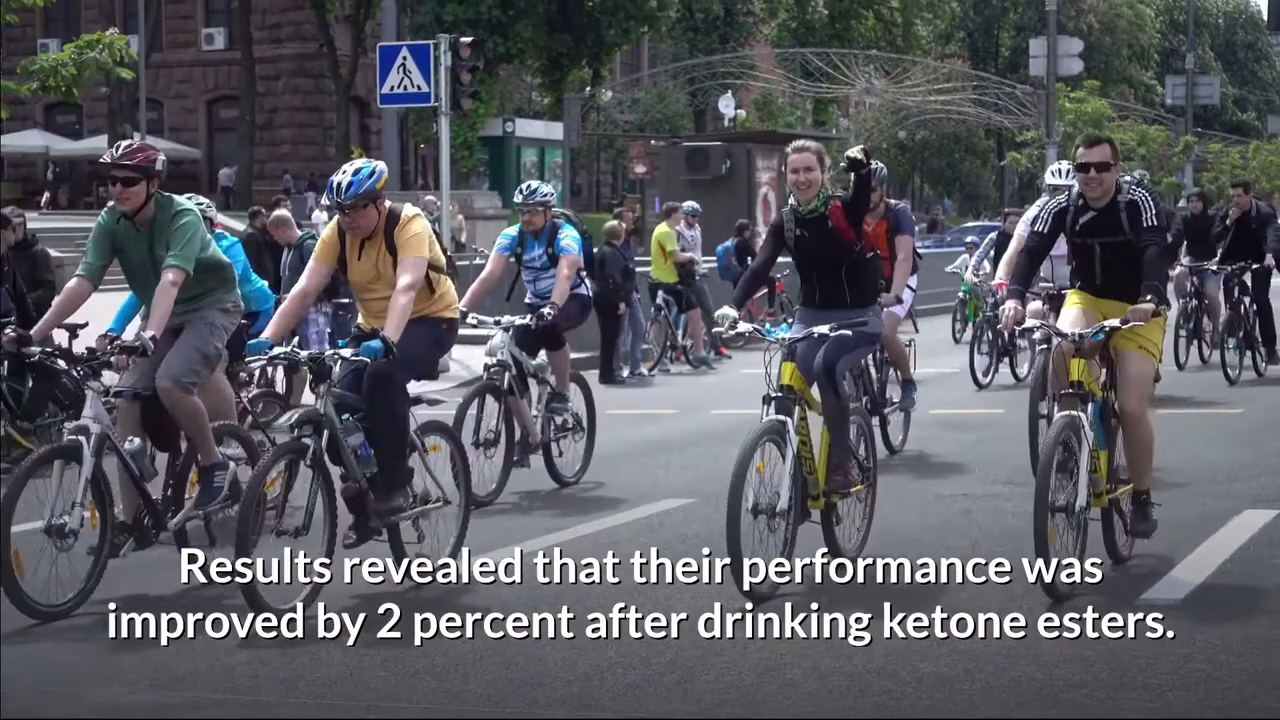 Results revealed that their performance was
improved by 2 percent after drinking ketone esters.